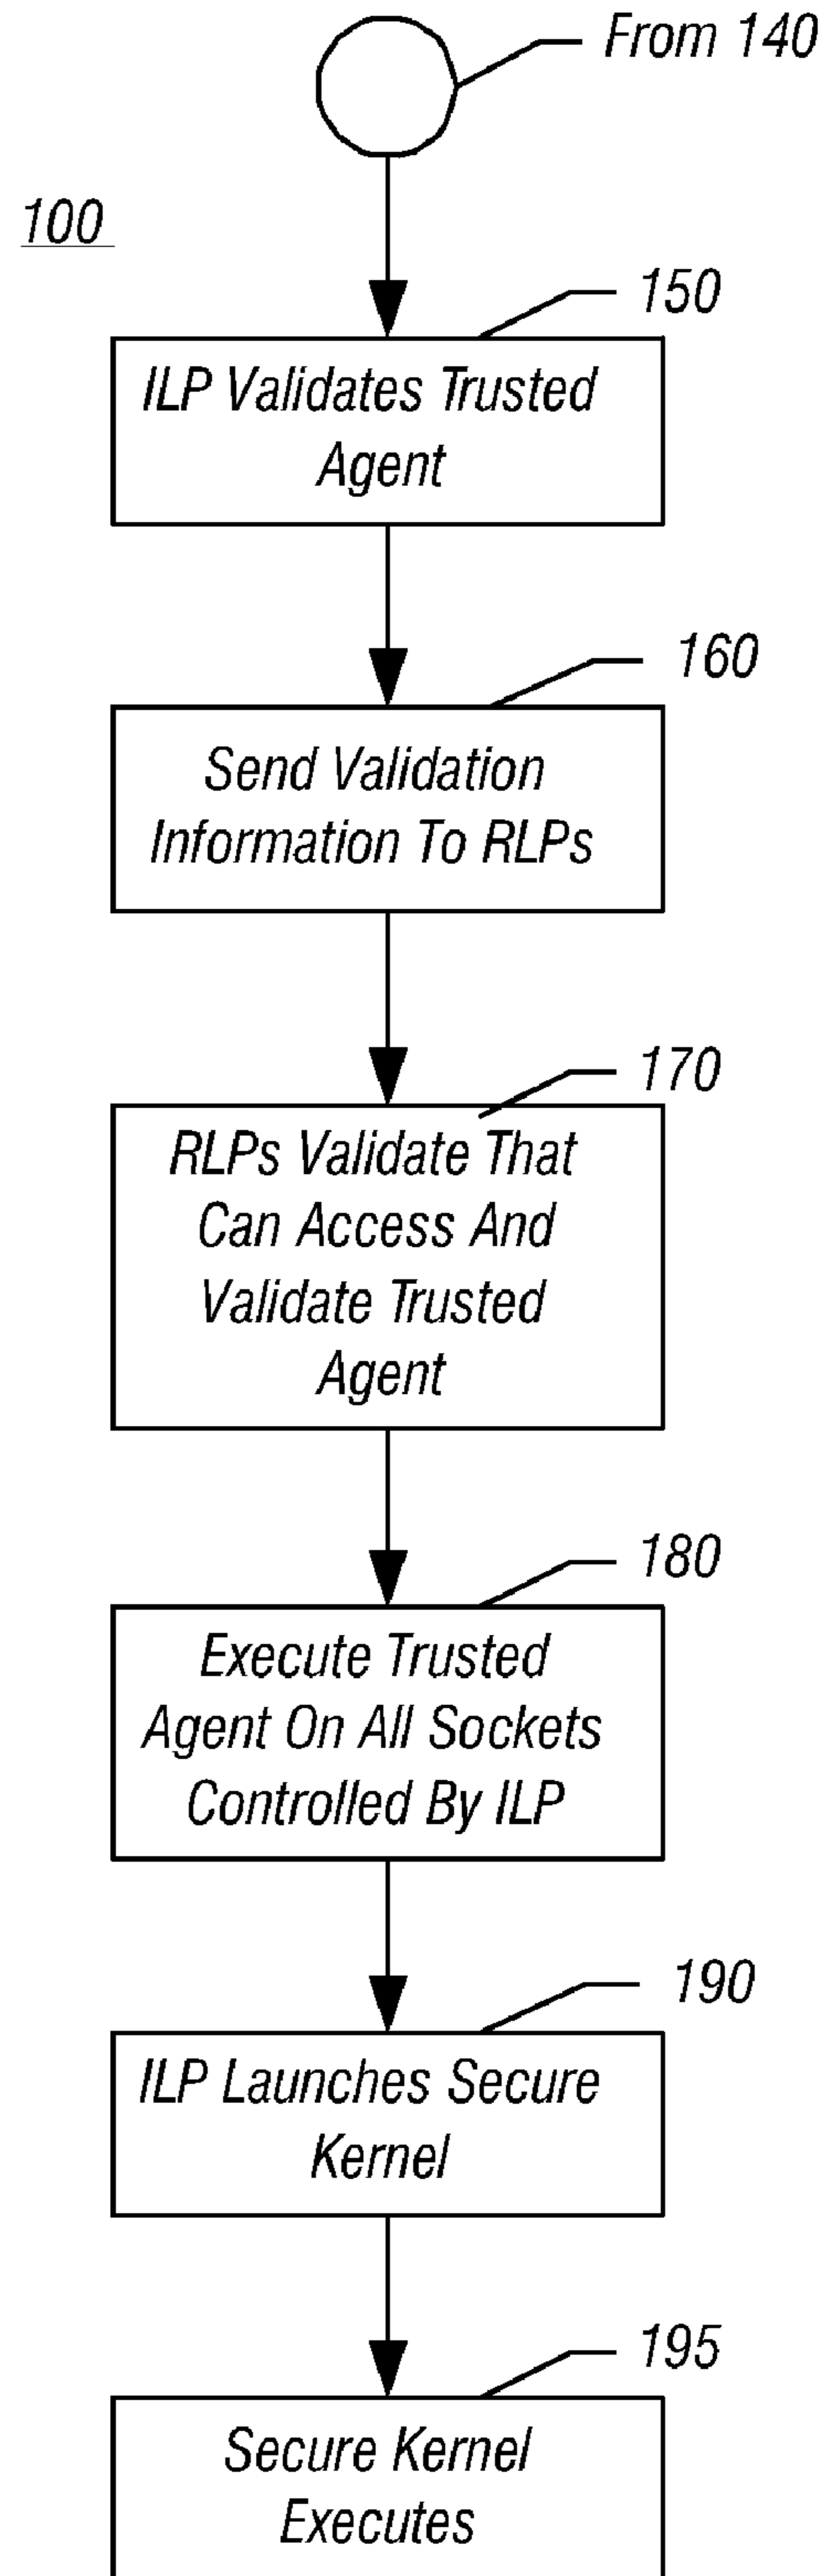 From 140
100
150
ILP Validates Trusted
Agent
160
Send Validation
Information To RLPs
170
RLPs Validate That
Can Access And
Validate Trusted
Agent
180
Execute Trusted
Agent On All Sockets
Controlled By ILP
190
ILP Launches Secure
Kernel
195
Secure Kernel
Executes